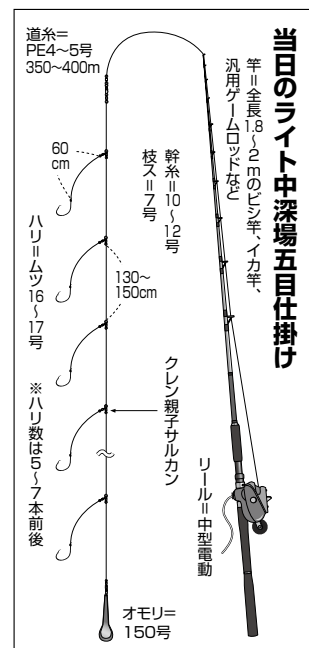 当日のライト中深場五目仕掛け
竿=全長1.8〜2mのビシ竿、イカ竿、
汎用ゲームロッドなど
道糸=
PE4〜5号
350〜400m
60
cm
幹糸=10〜12号
枝ス=7号
130〜
150cm
ハリ=ムツ16〜17号
※ハリ数は5〜7本前後
クレン親子サルカン
リール=中型電動
オモリ=
150号